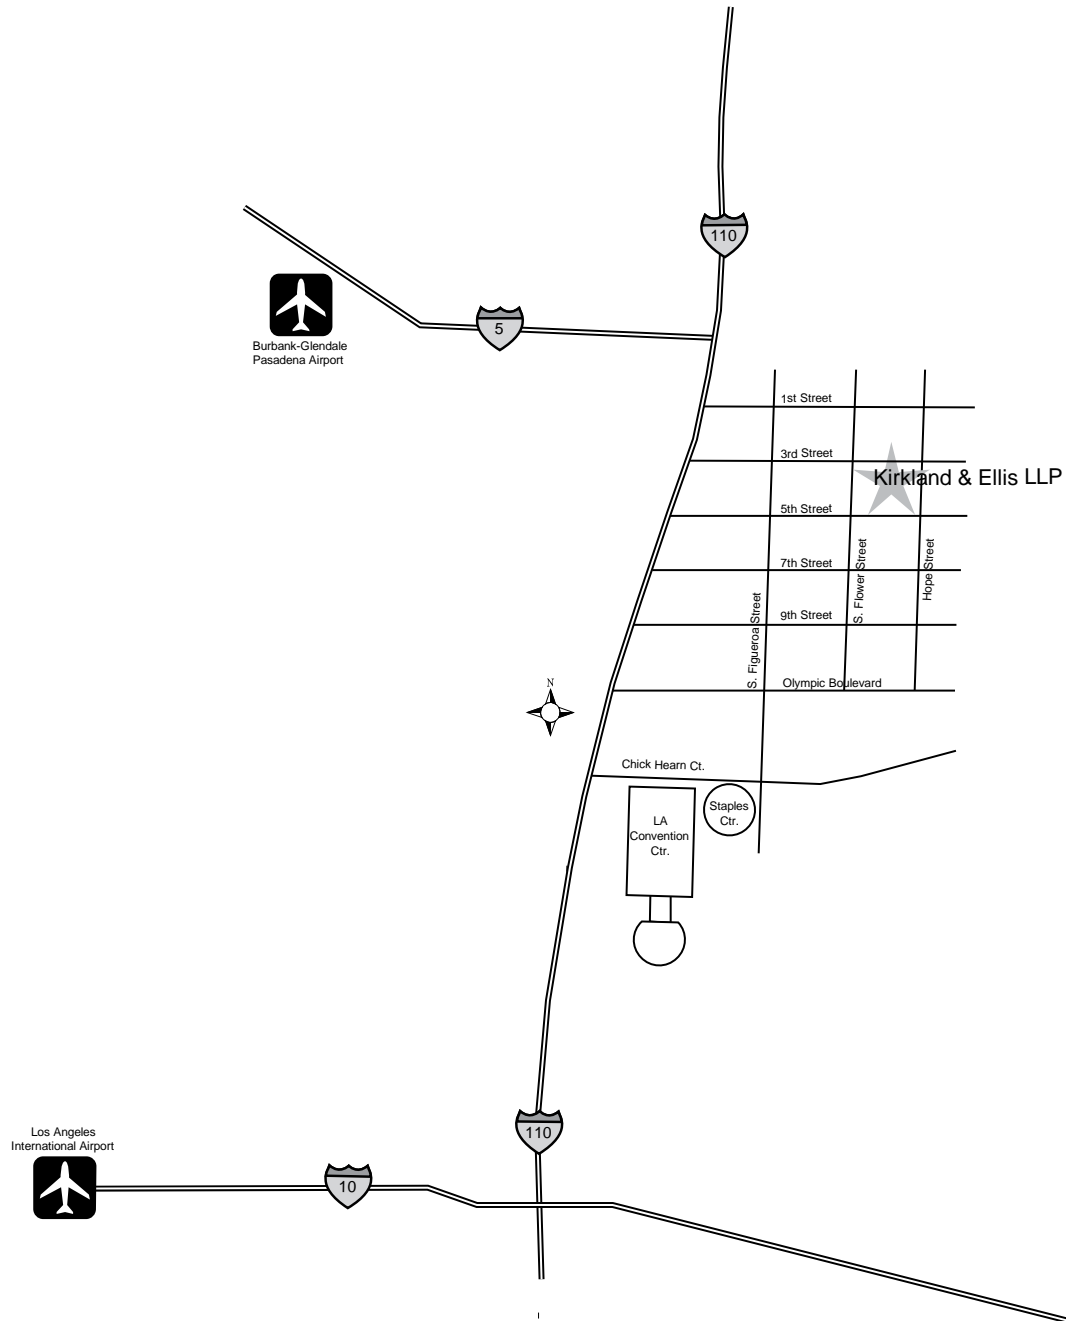 110
5
Burbank-Glendale
Pasadena Airport
1st Street
3rd Street
Kirkland & Ellis LLP
5th Street
7th Street
S. Flower Street
Hope Street
9th Street
S. Figueroa Street
N
Olympic Boulevard
Chick Hearn Ct.
Staples
Ctr.
LA
Convention
Ctr.
110
Los Angeles
International Airport
10